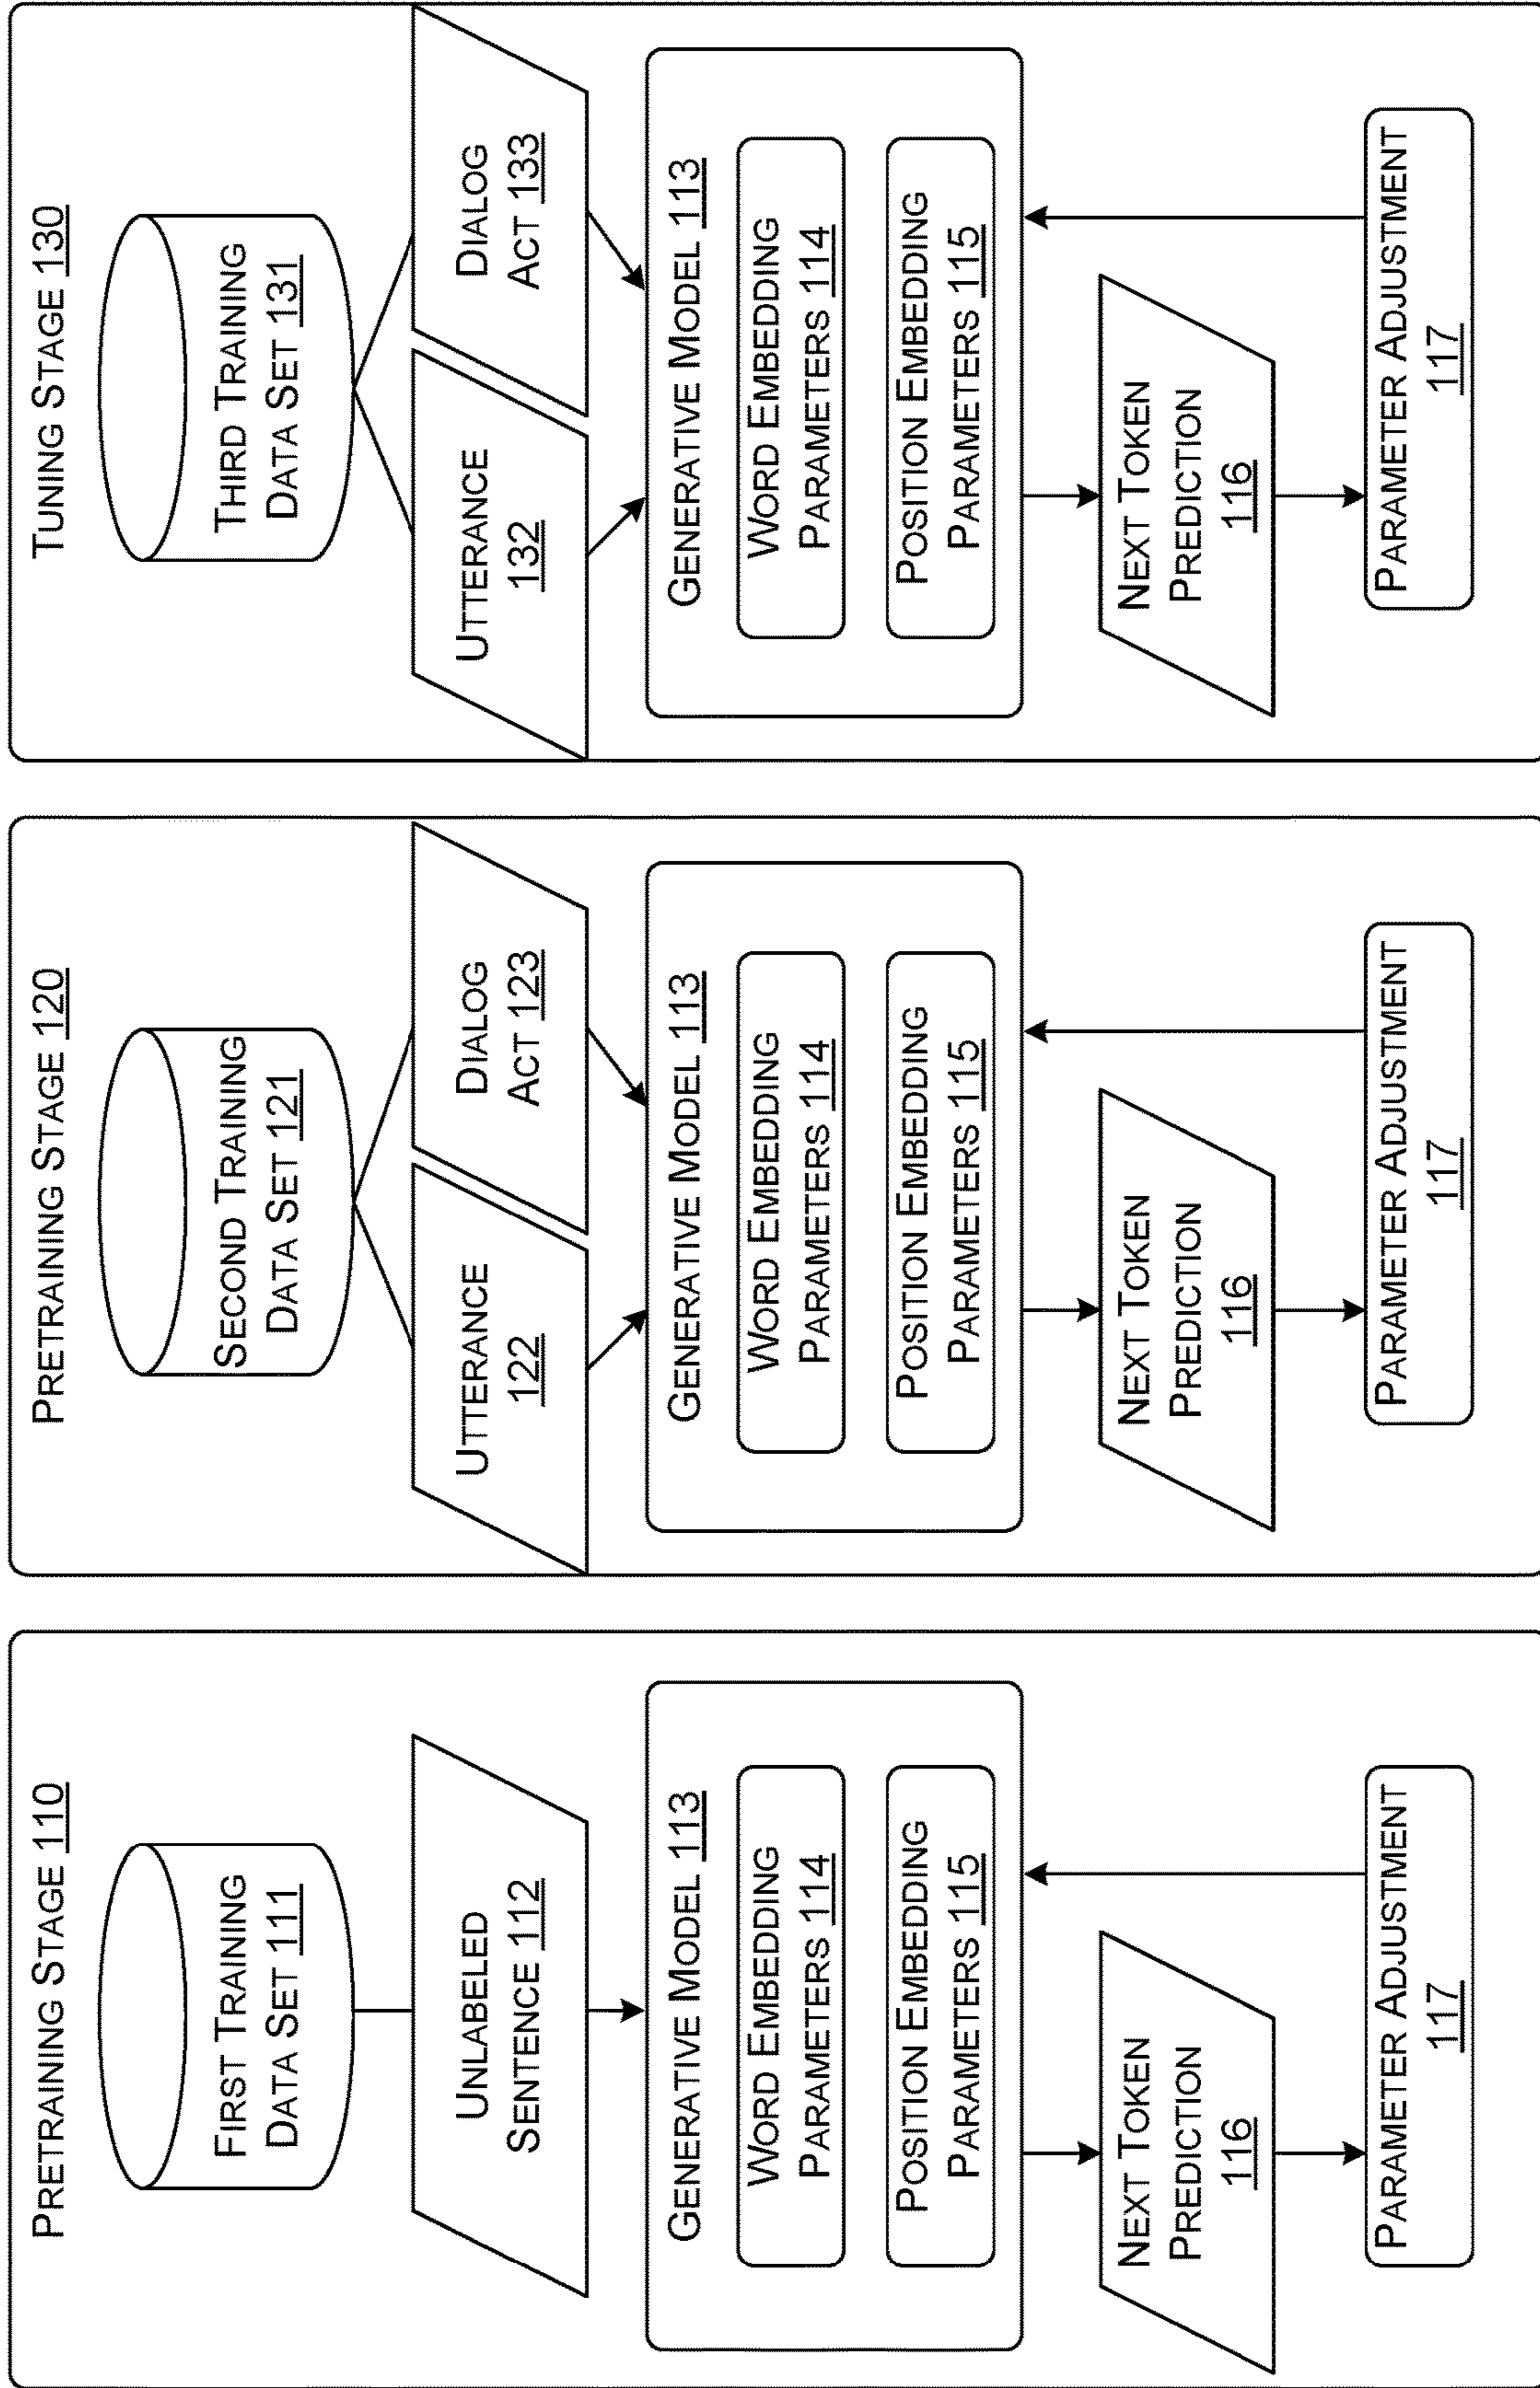 PRETRAINING STAGE 110
FIRST TRAINING
DATA SET 111
UNLABELED
SENTENCE 112
GENERATIVE MODEL 113
WORD EMBEDDING
PARAMETERS 114
POSITION EMBEDDING
PARAMETERS 115
NEXT TOKEN
PREDICTION
116
PARAMETER ADJUSTMENT
117
PRETRAINING STAGE 120
SECOND TRAINING
DATA SET 121
UTTERANCE
122
DIALOG
ACT 123
GENERATIVE MODEL 113
WORD EMBEDDING
PARAMETERS 114
POSITION EMBEDDING
PARAMETERS 115
NEXT TOKEN
PREDICTION
116
PARAMETER ADJUSTMENT
117
TUNING STAGE 130
THIRD TRAINING
DATA SET 131
UTTERANCE
132
DIALOG
ACT 133
GENERATIVE MODEL 113
WORD EMBEDDING
PARAMETERS 114
POSITION EMBEDDING
PARAMETERS 115
NEXT TOKEN
PREDICTION
116
PARAMETER ADJUSTMENT
117